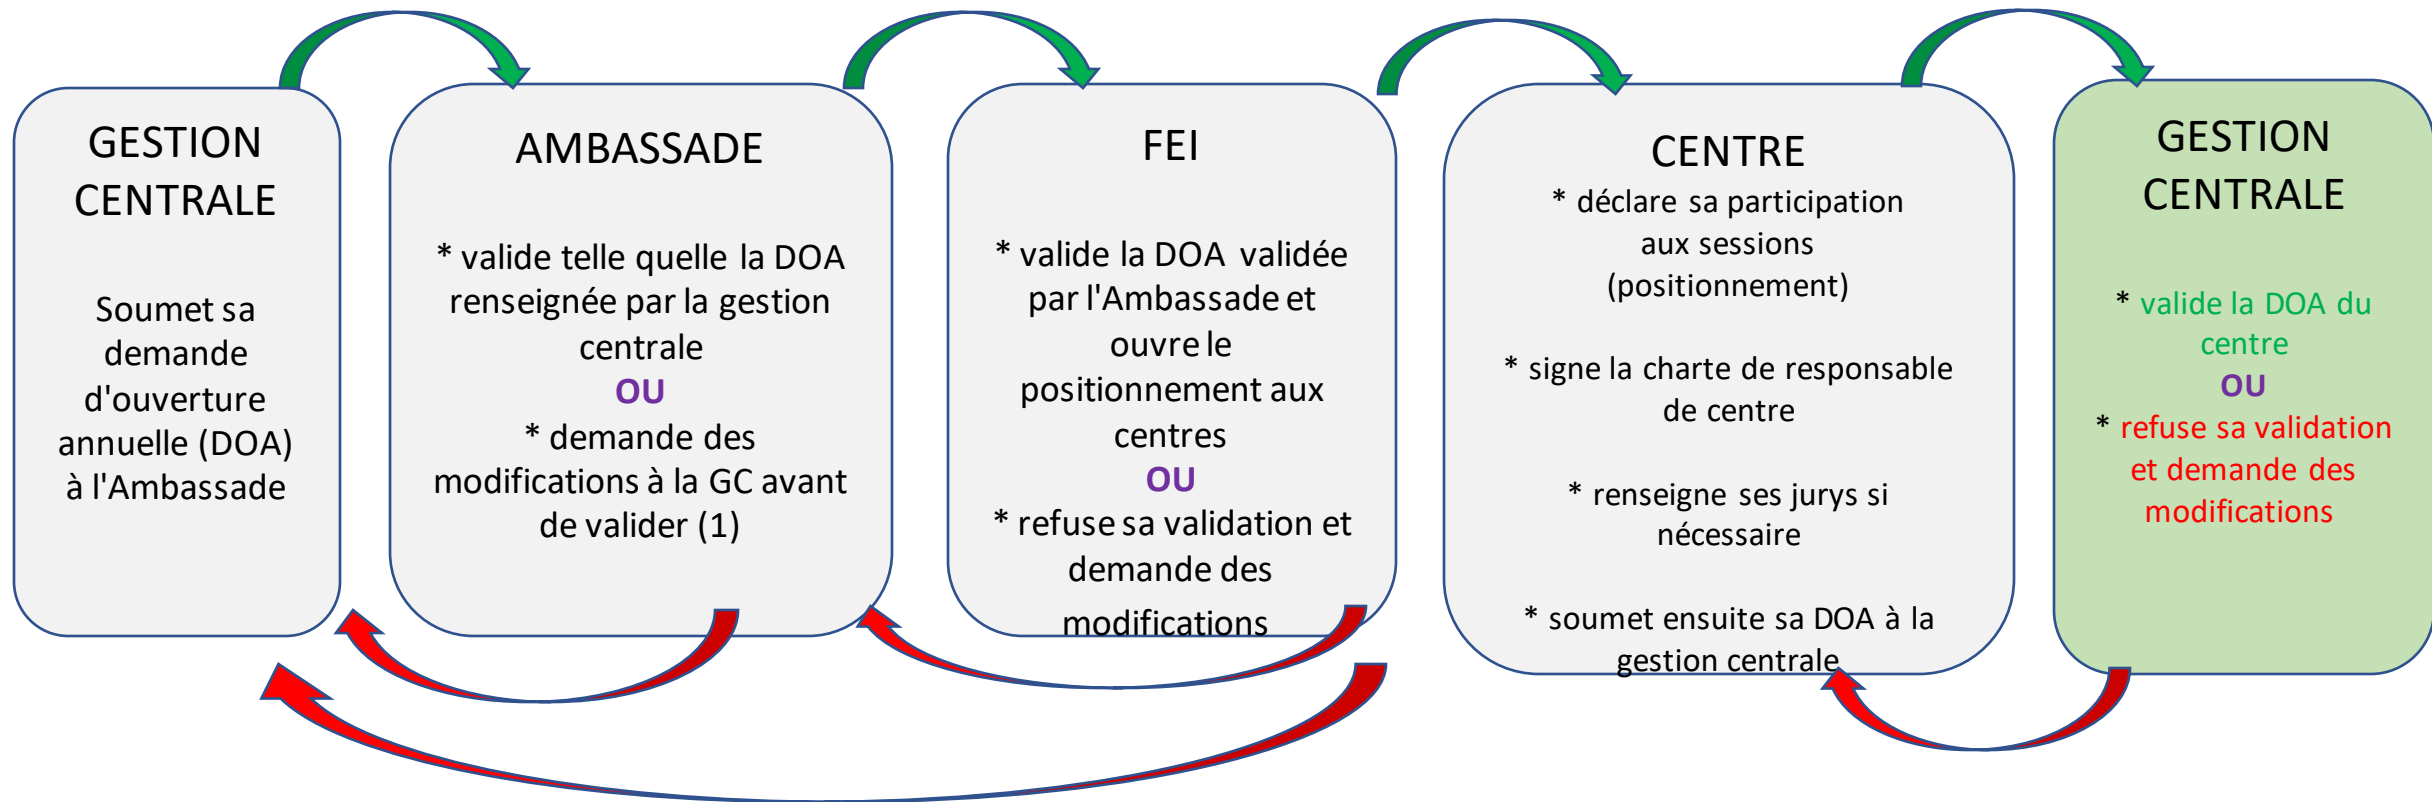 GESTION
CENTRALE
Soumet sa
demande
d'ouverture
annuelle (DOA)
à l'Ambassade
AMBASSADE
* valide telle quelle la DOA
renseignée par la gestion
centrale
OU
* demande des
modifications à la GC avant
de valider (1)
FEI
* valide la DOA validée
par l'Ambassade et
ouvre le
positionnement aux
centres
OU
* refuse sa validation et
demande des
modifications
CENTRE
* déclare sa participation
aux sessions
(positionnement)
* signe la charte de responsable
de centre
* renseigne ses jurys si
nécessaire
* soumet ensuite sa DOA à la
gestion centrale
GESTION
CENTRALE
* valide la DOA du
centre
OU
* refuse sa validation
et demande des
modifications